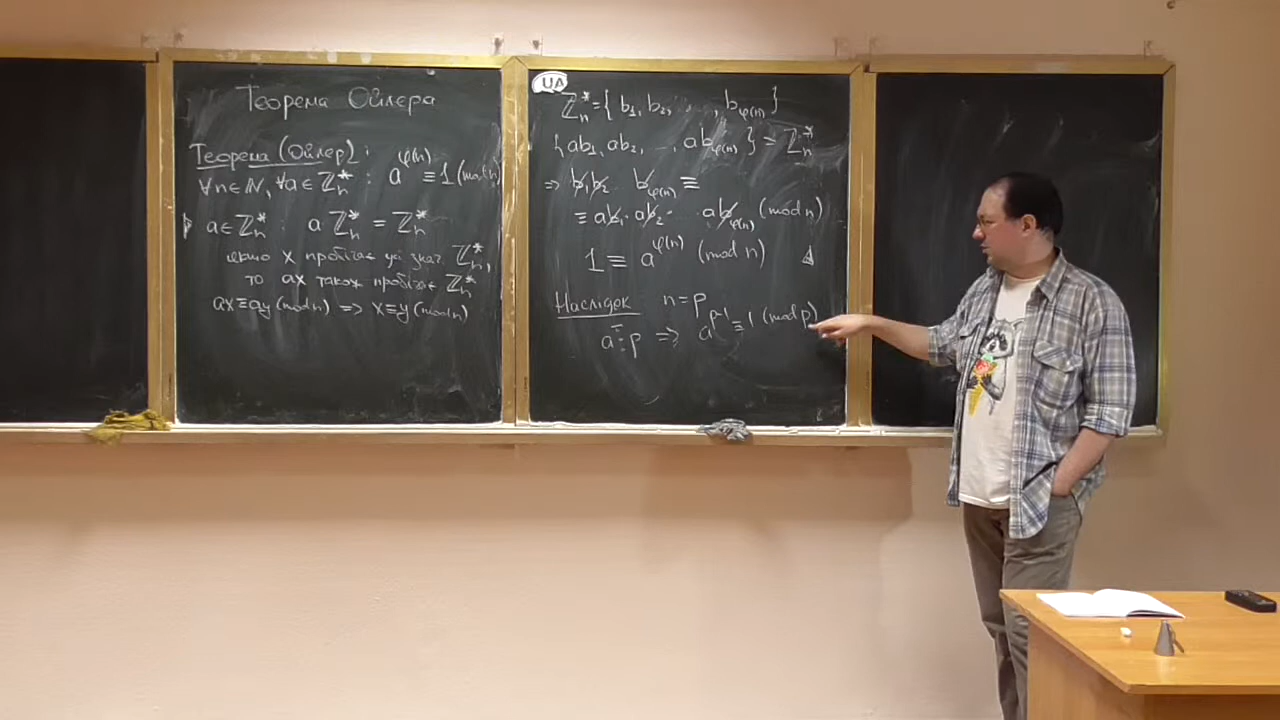 Теорема Ойлера
Теорема (Ойлер):
∀n∈ℕ, ∀a∈ℤₙ* : a^φ(n) ≡ 1 (mod n)
a∈ℤₙ* aℤₙ* = ℤₙ*
якщо x пробігає усі знач. ℤₙ*,
то ax також пробігає ℤₙ*
ax≡ay (mod n) => x≡y (mod n)
UA
ℤₙ* = { b₁, b₂, ..., b_φ(n) }
{ ab₁, ab₂, ..., ab_φ(n) } = ℤₙ*
=> b₁ b₂ b_φ(n) ≡
≡ ab₁ · ab₂ · ab_φ(n) (mod n)
1 ≡ a^φ(n) (mod n)
Наслідок n = p
a ⋮̅ p => a^p-1 ≡ 1 (mod p)